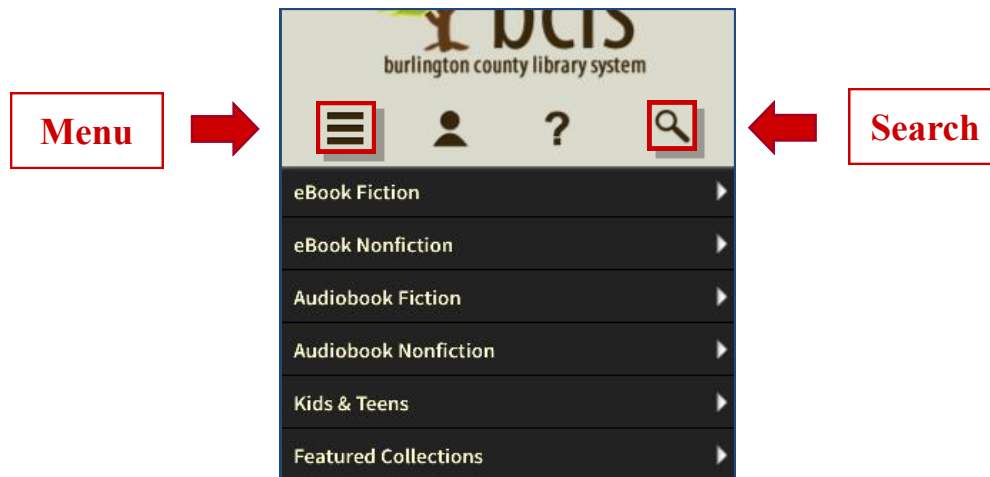 bcls
burlington county library system
Menu
?
Search
eBook Fiction
eBook Nonfiction
Audiobook Fiction
Audiobook Nonfiction
Kids & Teens
Featured Collections